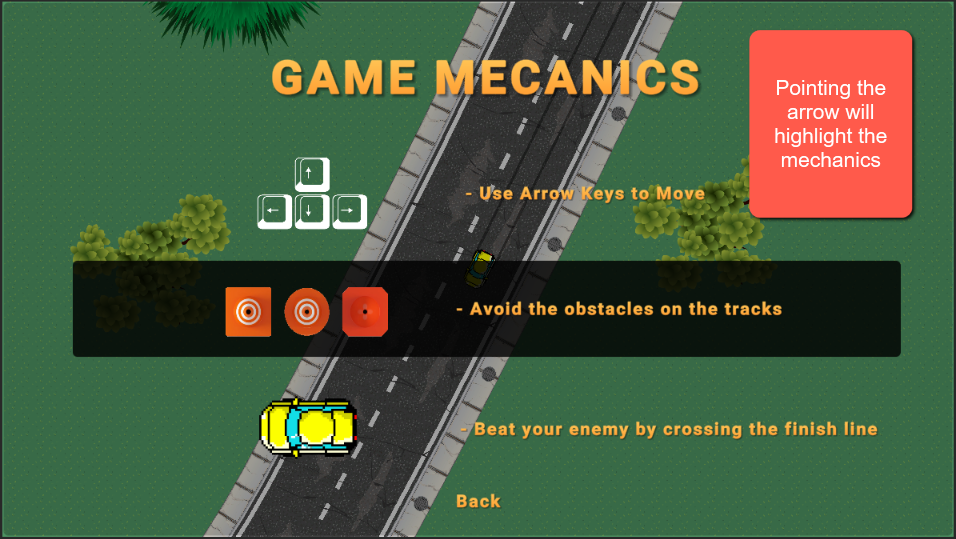 GAME MECANICS
Pointing the
arrow will
highlight the
mechanics
- Use Arrow Keys to Move
- Avoid the obstacles on the tracks
- Beat your enemy by crossing the finish line
Back